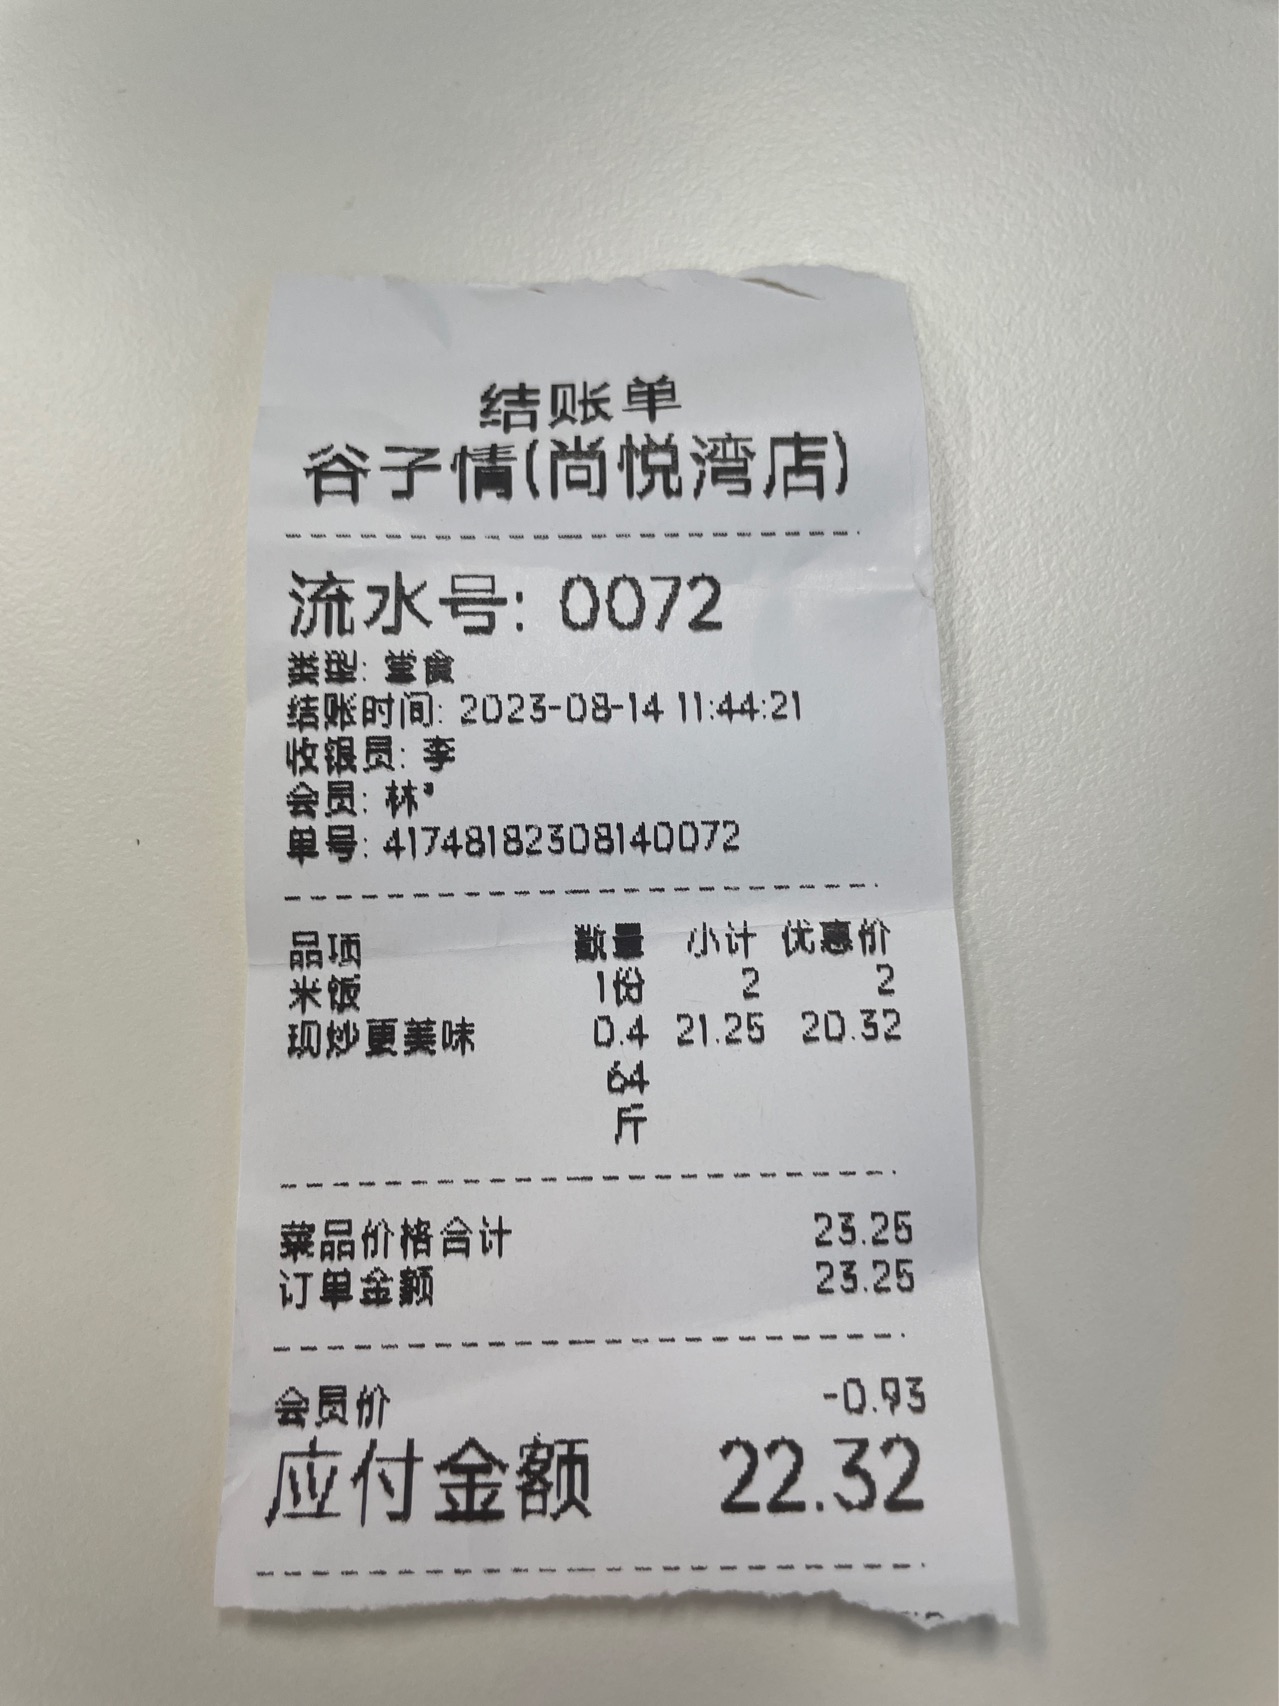 结账单
谷子情(尚悦湾店)
流水号: 0072
类型: 堂食
结账时间: 2023-08-14 11:44:21
收银员: 李
会员: 林*
单号: 41748182308140072
品项 数量 小计 优惠价
米饭 1份 2 2
现炒更美味 0.4 21.25 20.32
64
斤
菜品价格合计 23.25
订单金额 23.25
会员价 -0.93
应付金额 22.32